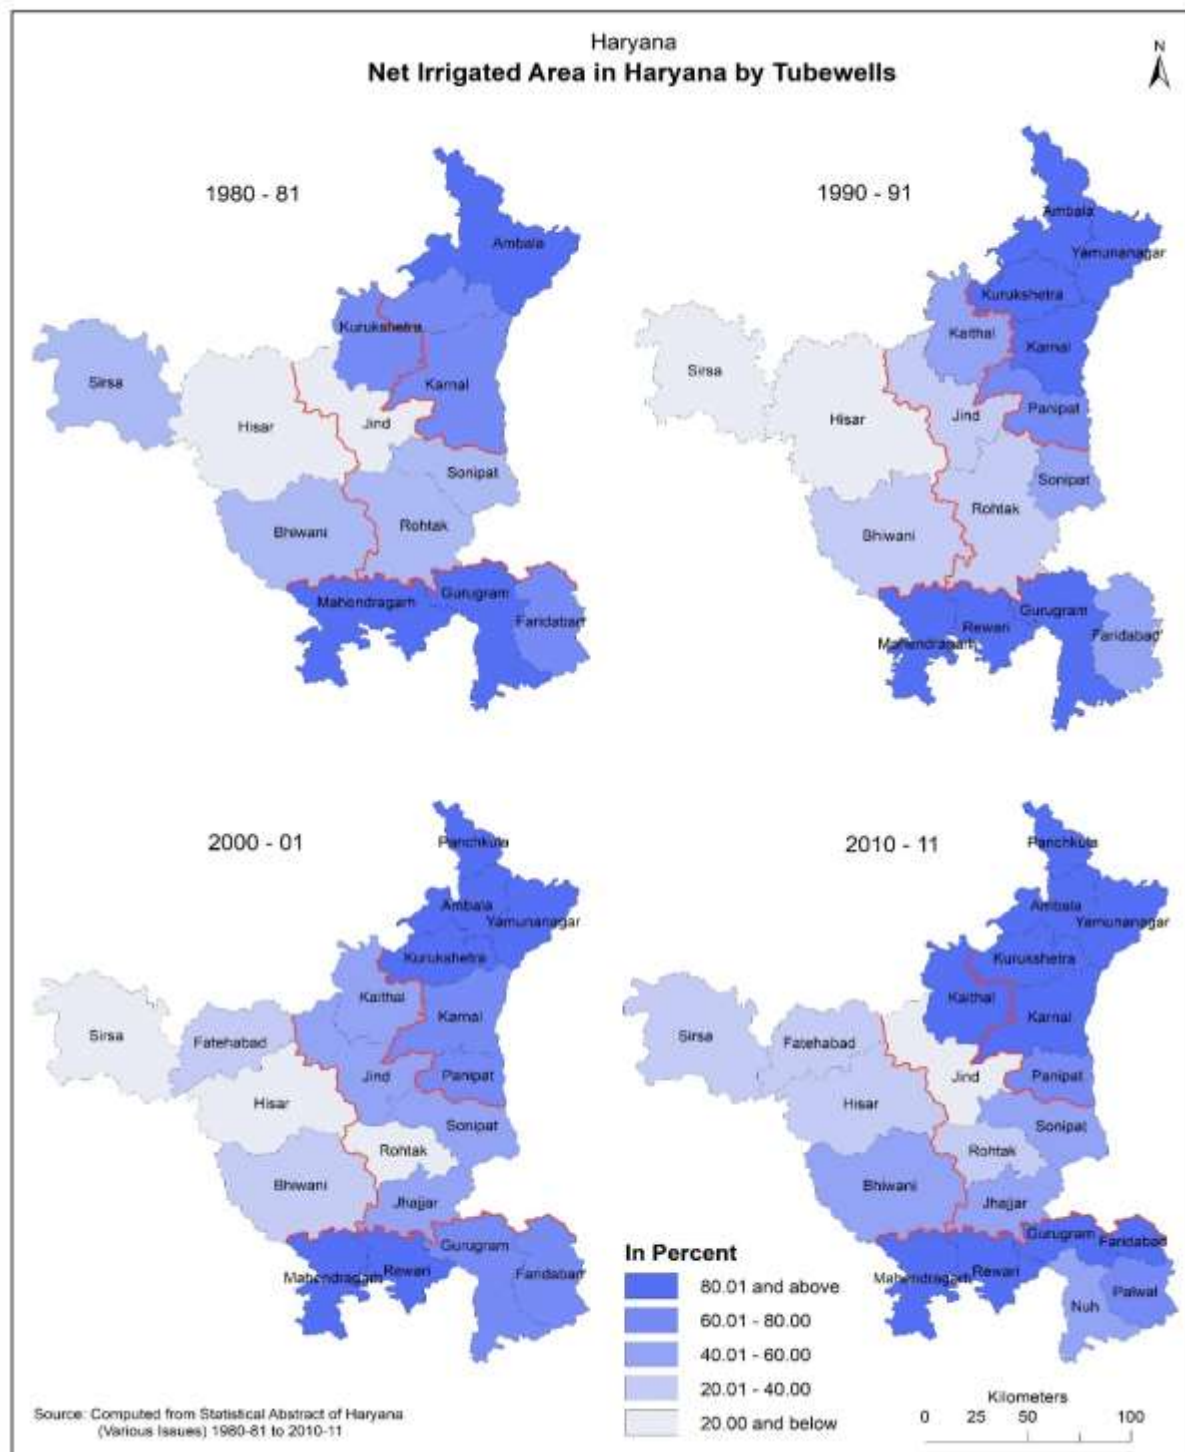 Haryana
Net Irrigated Area in Haryana by Tubewells
N
1980 - 81
Ambala
Kurukshetra
Karnal
Sirsa
Hisar
Jind
Sonipat
Bhiwani
Rohtak
Mahendragarh
Gurugram
Faridabad
1990 - 91
Ambala
Yamunanagar
Kurukshetra
Kaithal
Karnal
Sirsa
Hisar
Jind
Panipat
Sonipat
Rohtak
Bhiwani
Gurugram
Rewari
Mahendragarh
Faridabad
2000 - 01
Panchkula
Ambala
Yamunanagar
Kurukshetra
Kaithal
Karnal
Sirsa
Fatehabad
Jind
Panipat
Hisar
Sonipat
Rohtak
Bhiwani
Jhajjar
Gurugram
Mahendragarh
Rewari
Faridabad
2010 - 11
Panchkula
Ambala
Yamunanagar
Kurukshetra
Kaithal
Karnal
Sirsa
Fatehabad
Jind
Panipat
Hisar
Sonipat
Rohtak
Bhiwani
Jhajjar
Gurugram
Faridabad
Mahendragarh
Rewari
Palwal
Nuh
In Percent
80.01 and above
60.01 - 80.00
40.01 - 60.00
20.01 - 40.00
20.00 and below
Kilometers
0 25 50 100
Source: Computed from Statistical Abstract of Haryana
(Various Issues) 1980-81 to 2010-11